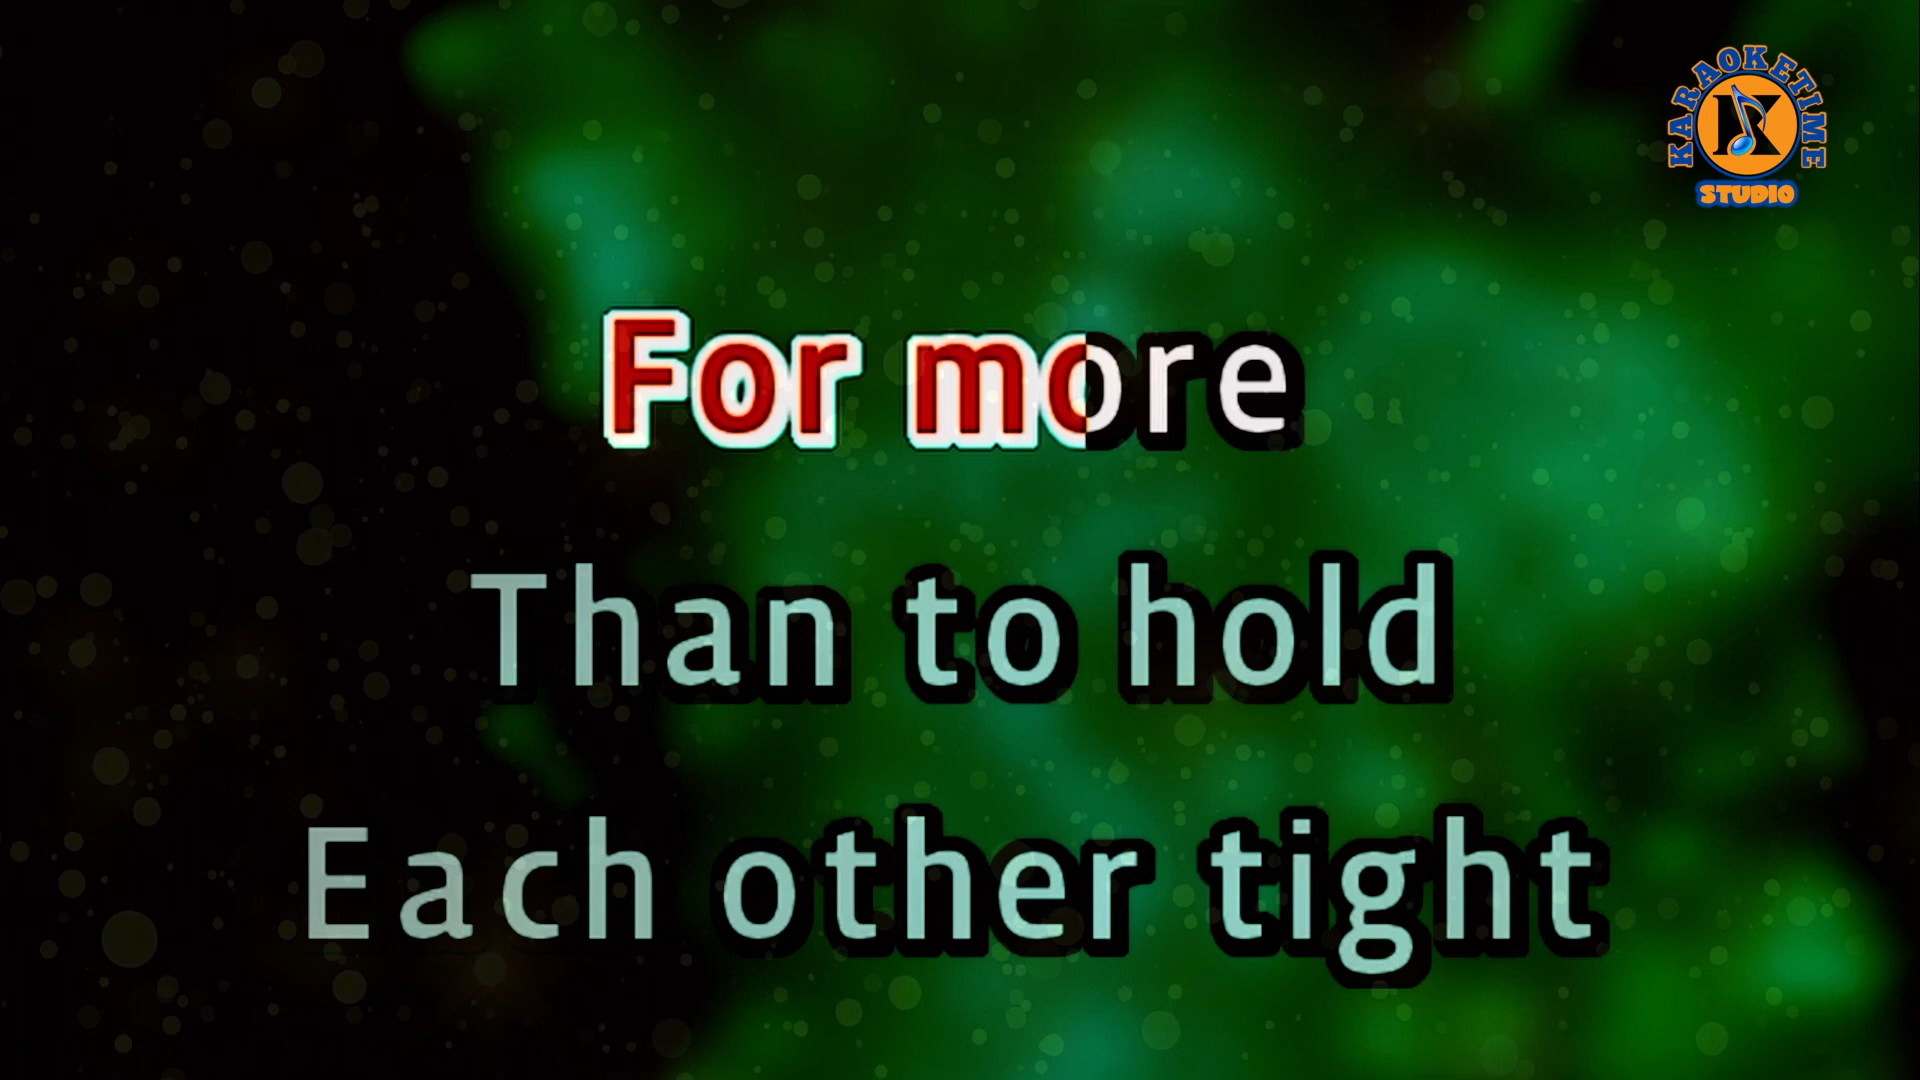 KARAOKETIME
STUDIO
For more
Than to hold
Each other tight